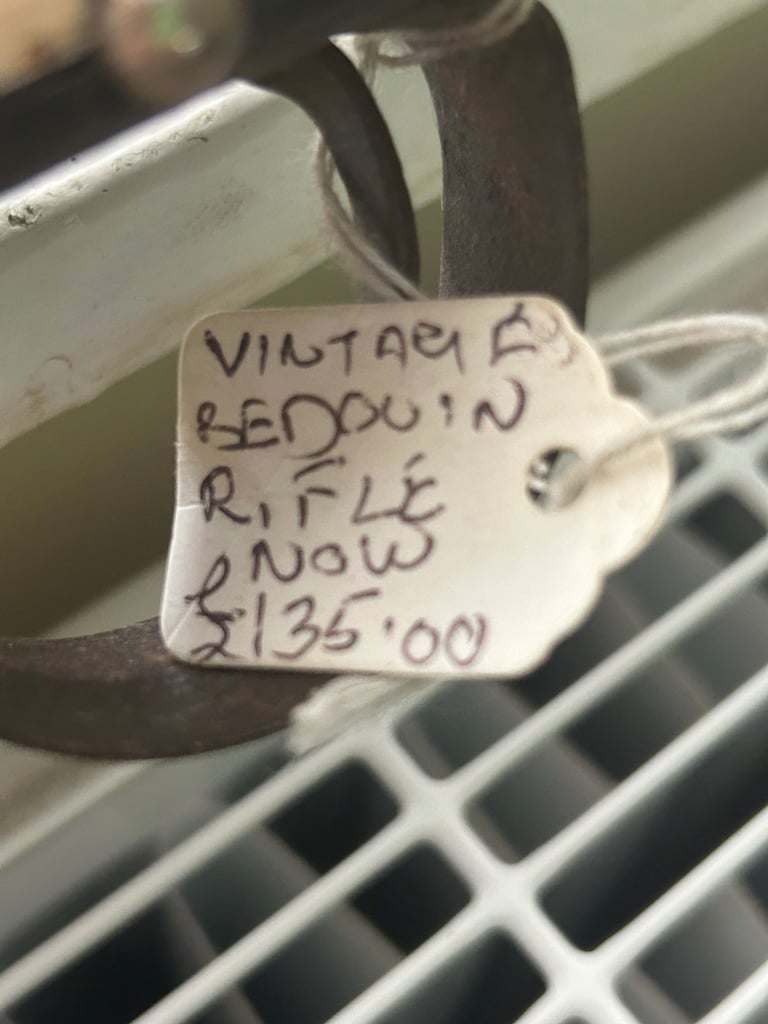 VINTAGE
BEDOUIN
RIFLE
NOW
£135.00